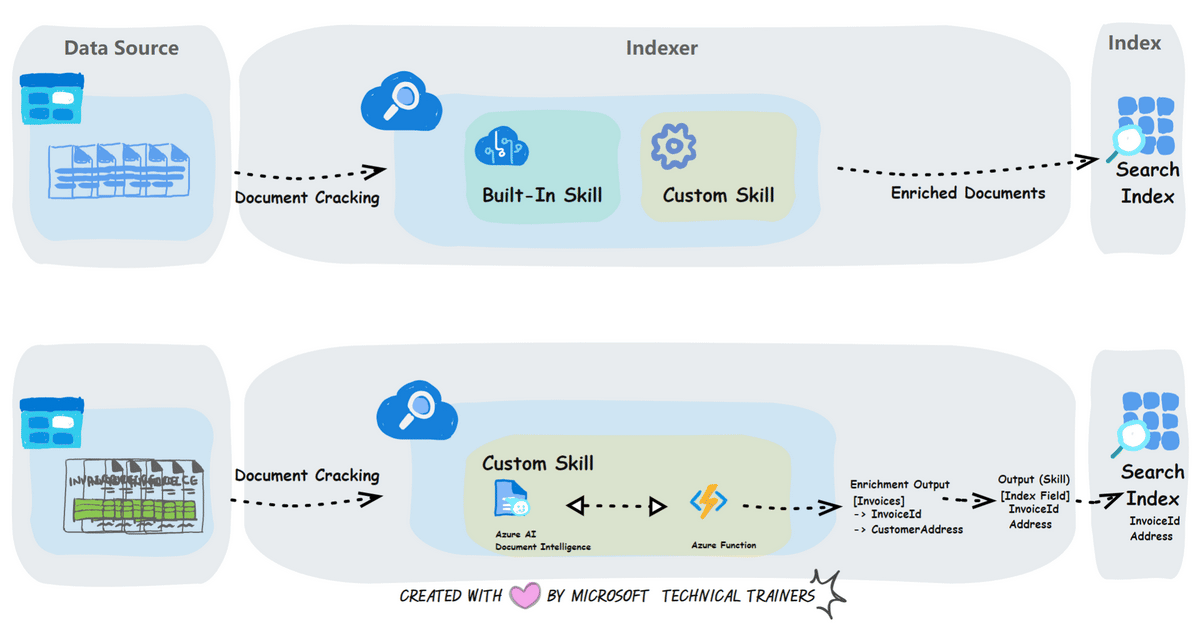 Data Source
Indexer
Index
Document Cracking
Built-In Skill
Custom Skill
Enriched Documents
Search
Index
Document Cracking
Custom Skill
Azure AI
Document Intelligence
Azure Function
Enrichment Output
[Invoices]
-> InvoiceId
-> CustomerAddress
Output (Skill)
[Index Field]
InvoiceId
Address
Search
Index
InvoiceId
Address
CREATED WITH BY MICROSOFT TECHNICAL TRAINERS